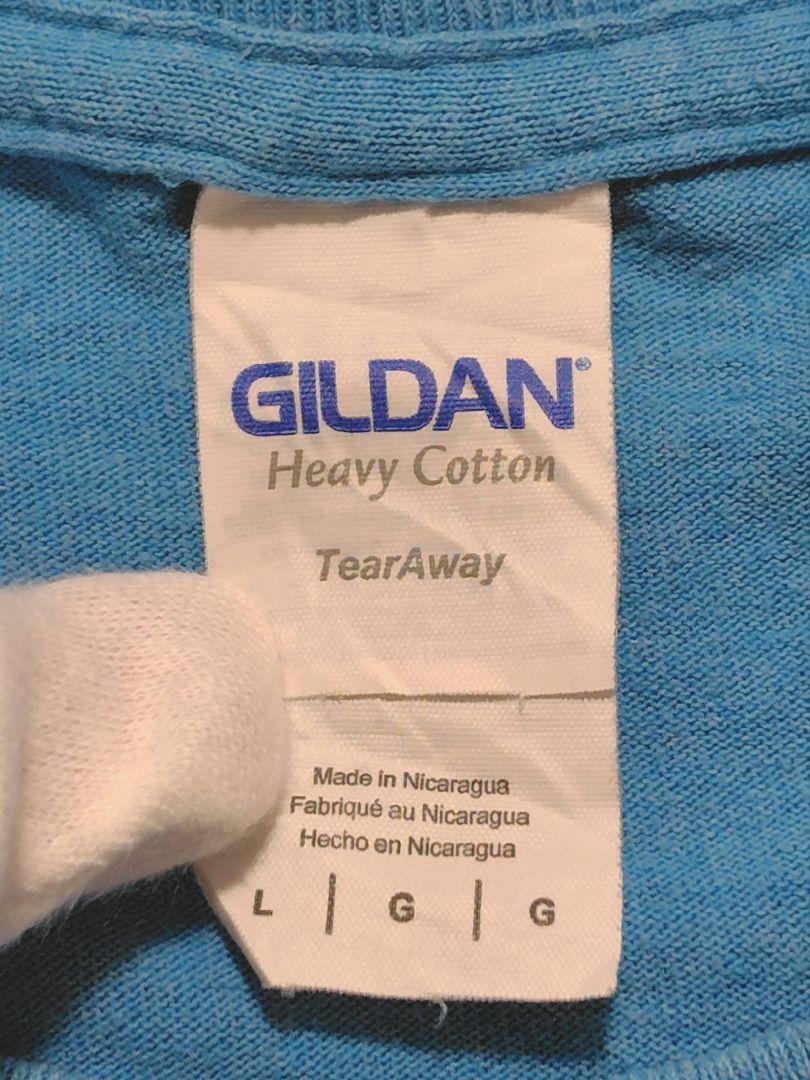 GILDAN®
Heavy Cotton
TearAway
Made in Nicaragua
Fabriqué au Nicaragua
Hecho en Nicaragua
L | G | G